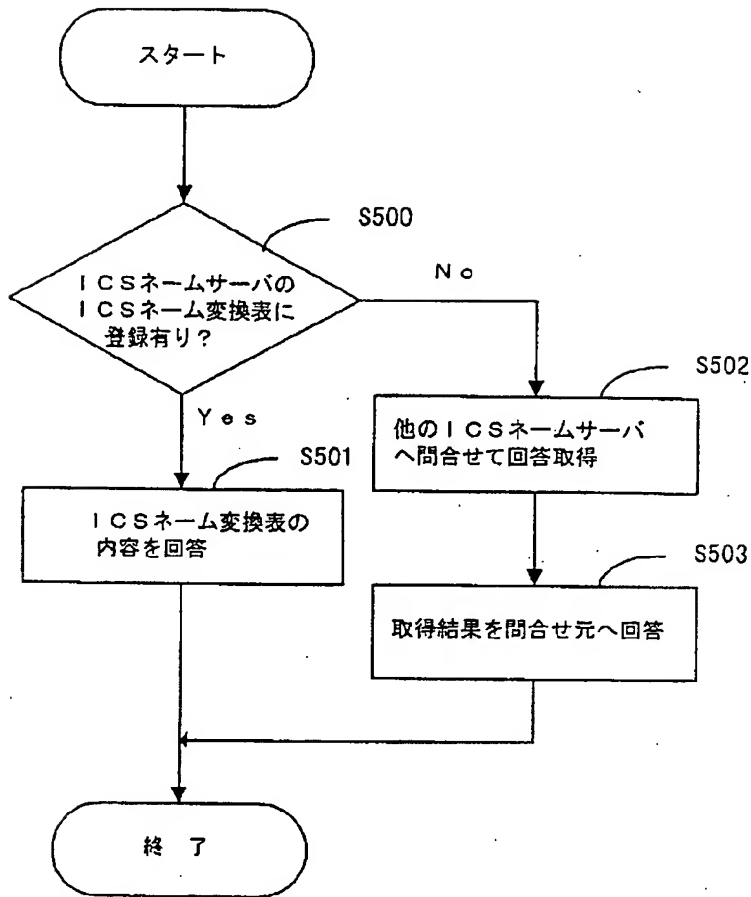 スタート
S500
ICSネームサーバの
ICSネーム変換表に
登録有り?
No
Yes
S502
他のICSネームサーバ
へ問合せて回答取得
S501
ICSネーム変換表の
内容を回答
S503
取得結果を問合せ元へ回答
終 了